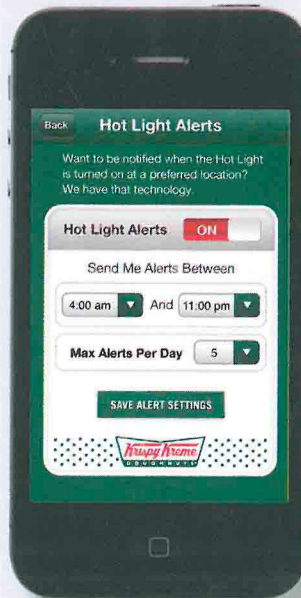 Back
Hot Light Alerts
Want to be notified when the Hot Light
is turned on at a preferred location?
We have that technology.
Hot Light Alerts ON
Send Me Alerts Between
4:00 am And 11:00 pm
Max Alerts Per Day 5
SAVE ALERT SETTINGS
Krispy Kreme
DOUGHNUTS